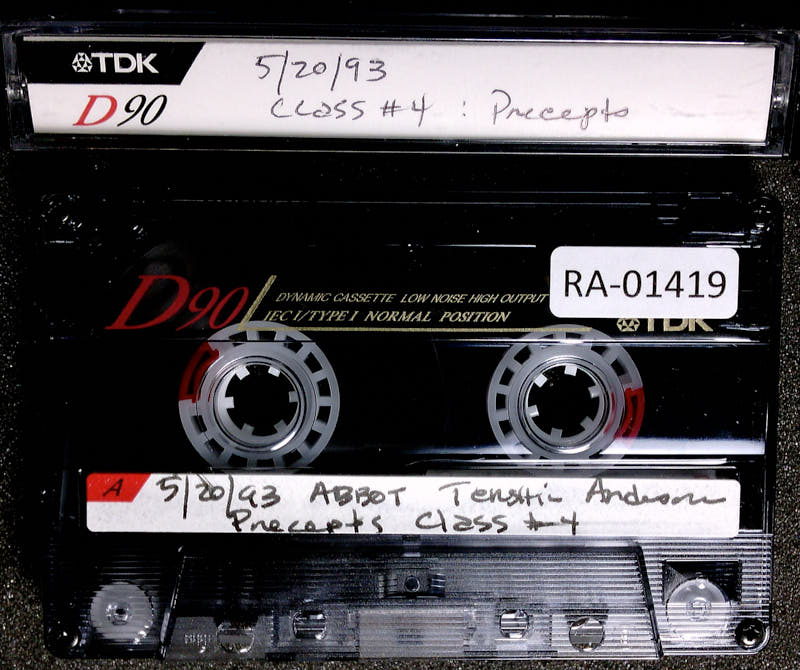 TDK
5/20/93
D90
Class #4 : Precepts
RA-01419
D90
DYNAMIC CASSETTE LOW NOISE HIGH OUTPUT
IEC I/TYPE I NORMAL POSITION
TDK
A
5/20/93 ABBOT Tenshin Anderson
Precepts Class #4